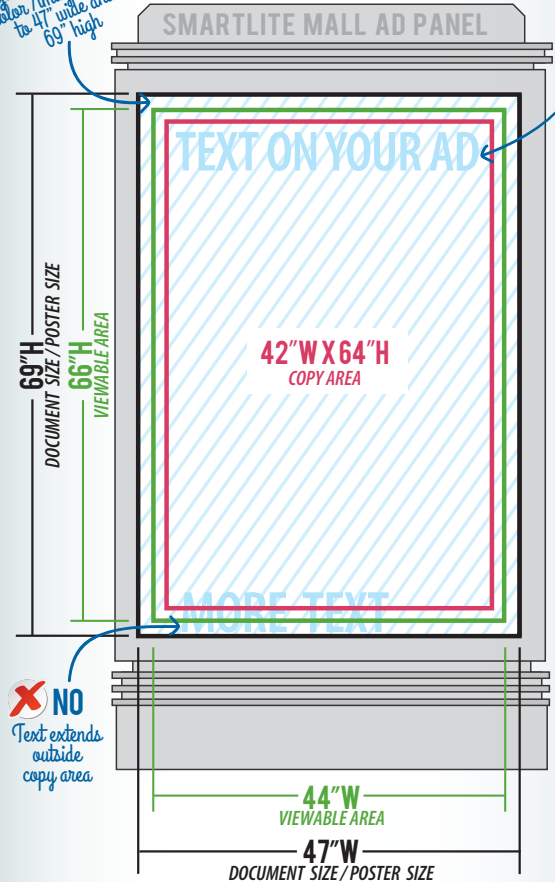 to 47" wide and
69" high
SMARTLITE MALL AD PANEL
TEXT ON YOUR AD
69"H
DOCUMENT SIZE/POSTER SIZE
66"H
VIEWABLE AREA
42"W X 64"H
COPY AREA
MORE TEXT
NO
Text extends
outside
copy area
44"W
VIEWABLE AREA
47"W
DOCUMENT SIZE/POSTER SIZE